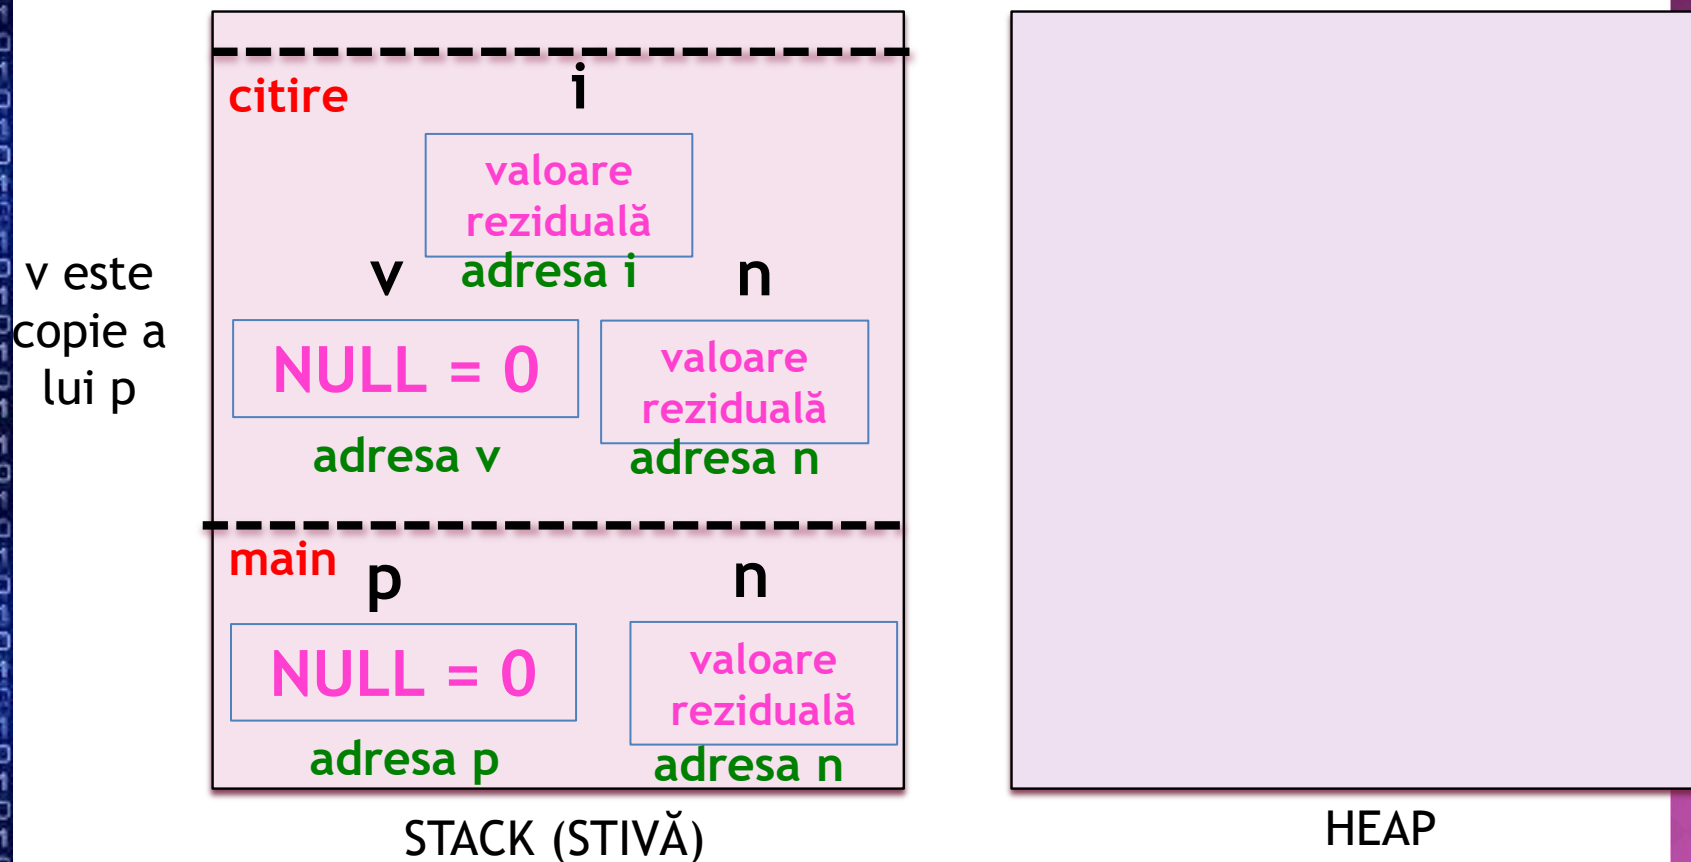 citire
i
valoare
reziduală
adresa i
v
n
v este
copie a
lui p
NULL = 0
valoare
reziduală
adresa v
adresa n
main
p
n
NULL = 0
valoare
reziduală
adresa p
adresa n
STACK (STIVĂ)
HEAP